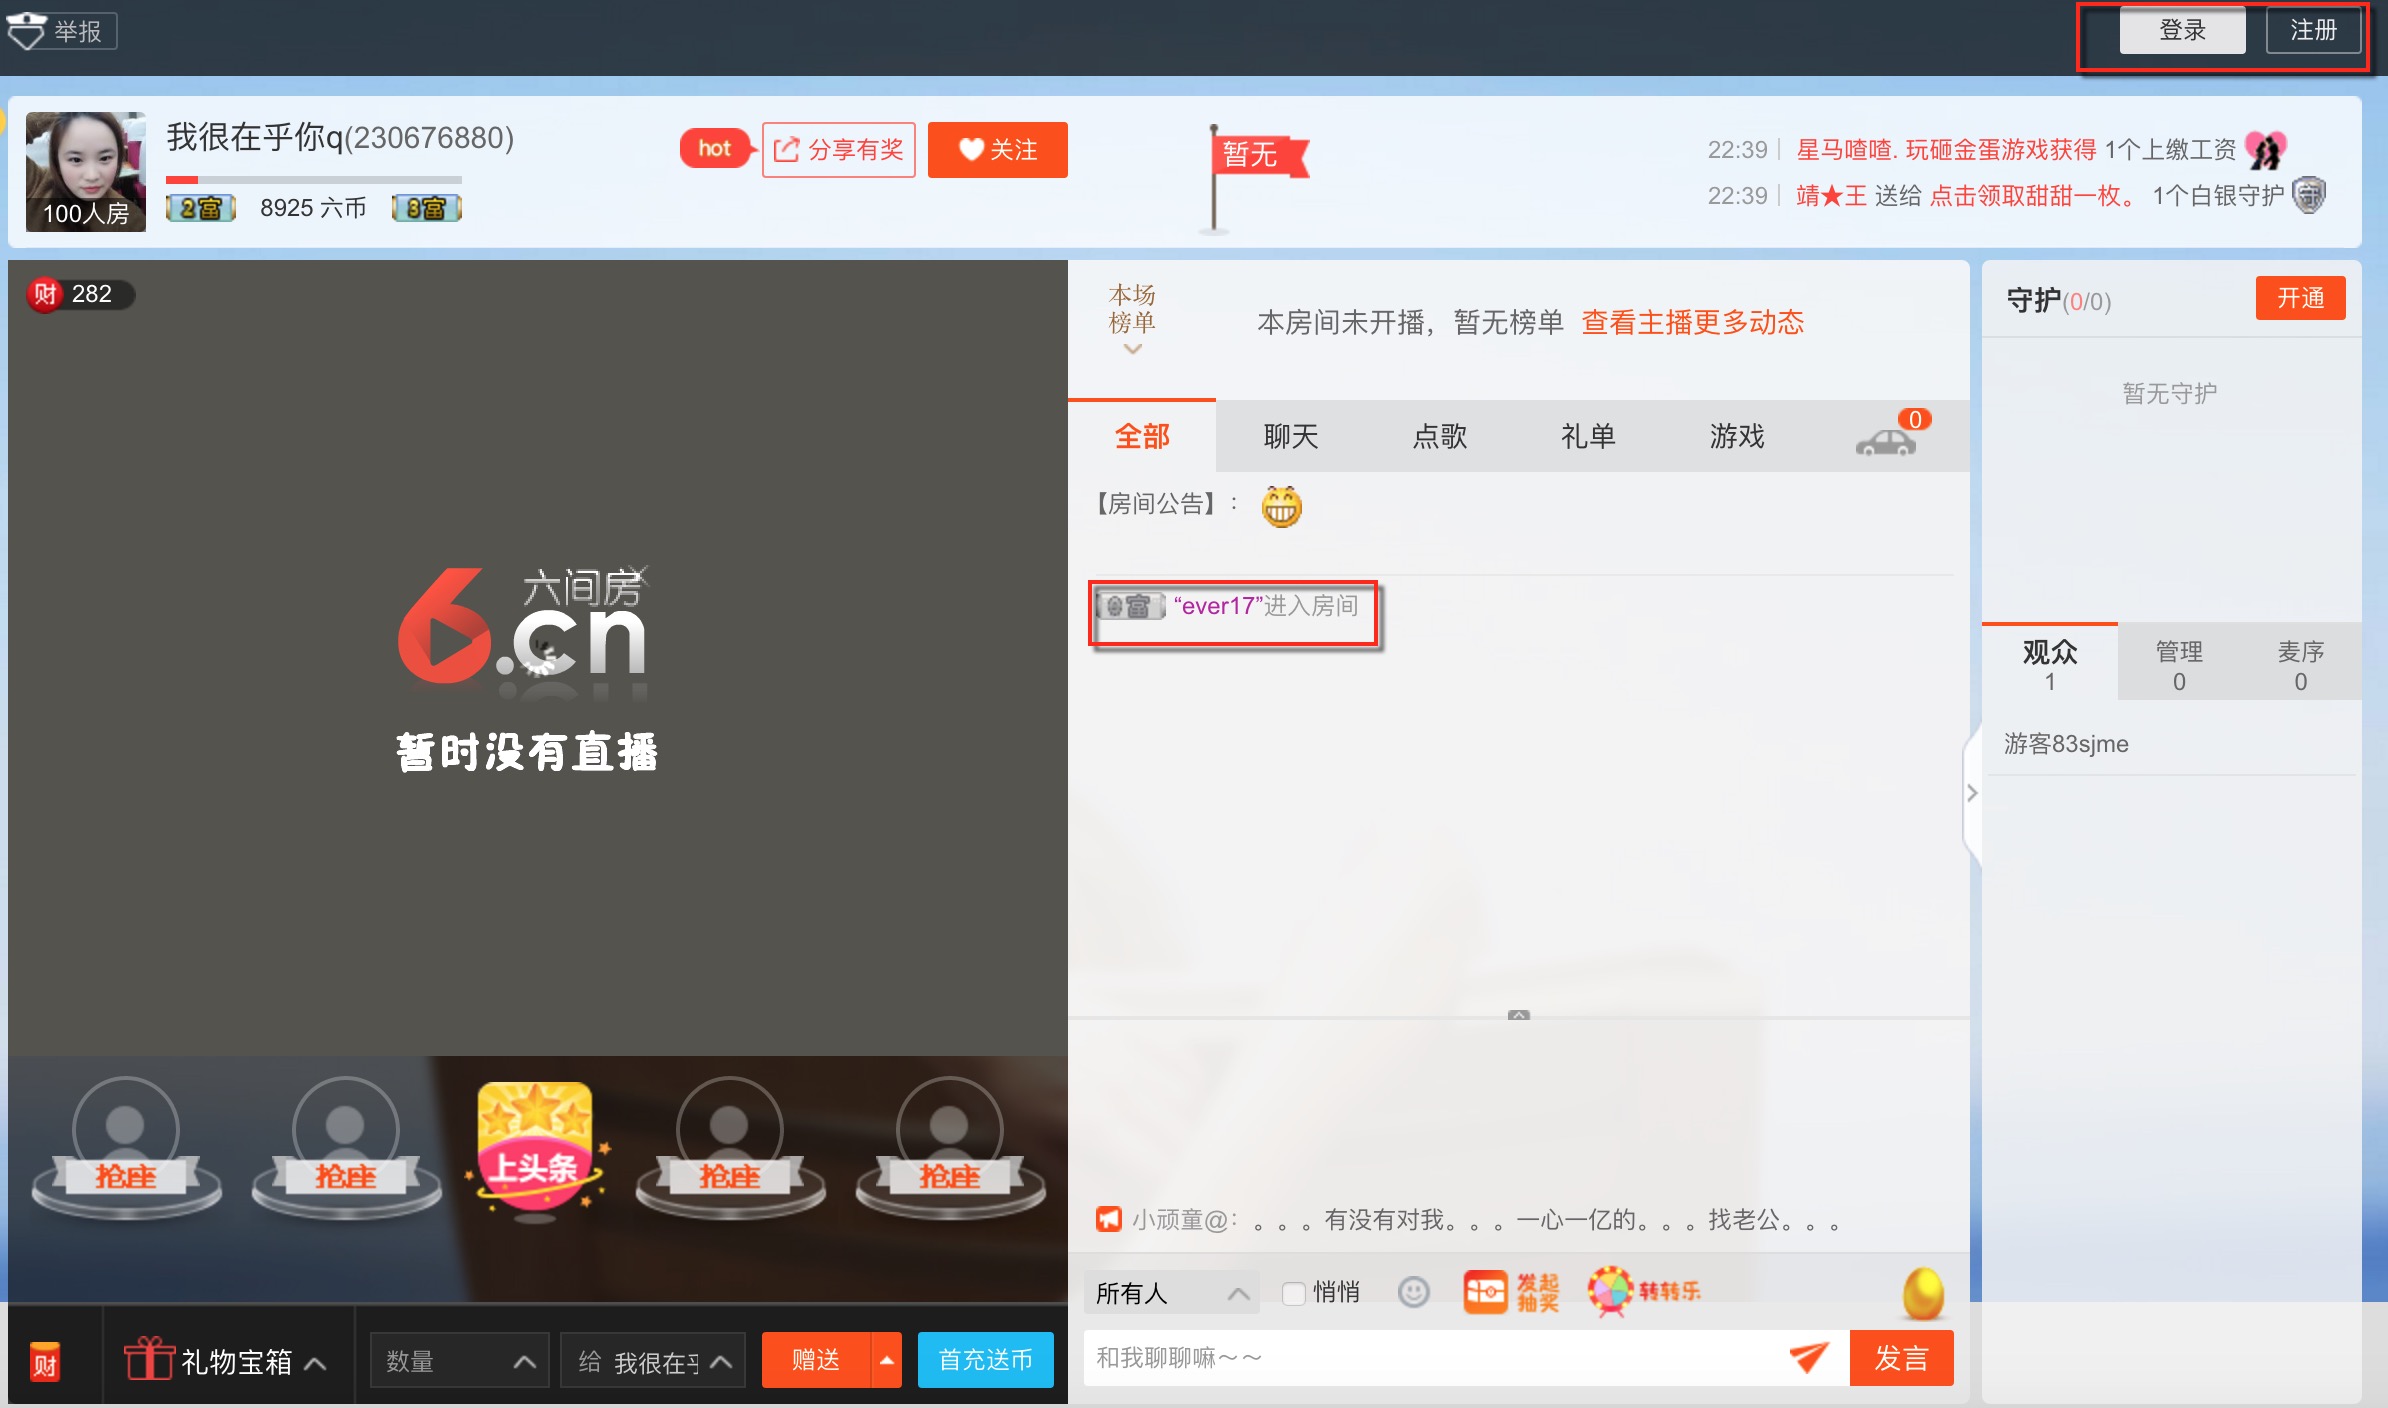 举报
登录
注册
我很在乎你q(230676880)
100人房
2富
8925 六币
3富
hot
分享有奖
关注
暂无
22:39 星马喳喳. 玩砸金蛋游戏获得 1个上缴工资
22:39 靖★王 送给 点击领取甜甜一枚。 1个白银守护
财 282
本场
榜单
本房间未开播，暂无榜单 查看主播更多动态
守护(0/0)
开通
暂无守护
全部
聊天
点歌
礼单
游戏
0
【房间公告】：
富 “ever17”进入房间
六间房
6.cn
暂时没有直播
观众
1
管理
0
麦序
0
游客83sjme
抢座
抢座
上头条
抢座
抢座
小顽童@：。。。有没有对我。。。一心一亿的。。。找老公。。。
所有人
悄悄
发起
抽奖
转转乐
财
礼物宝箱
数量
给 我很在乎
赠送
首充送币
和我聊聊嘛～～
发言